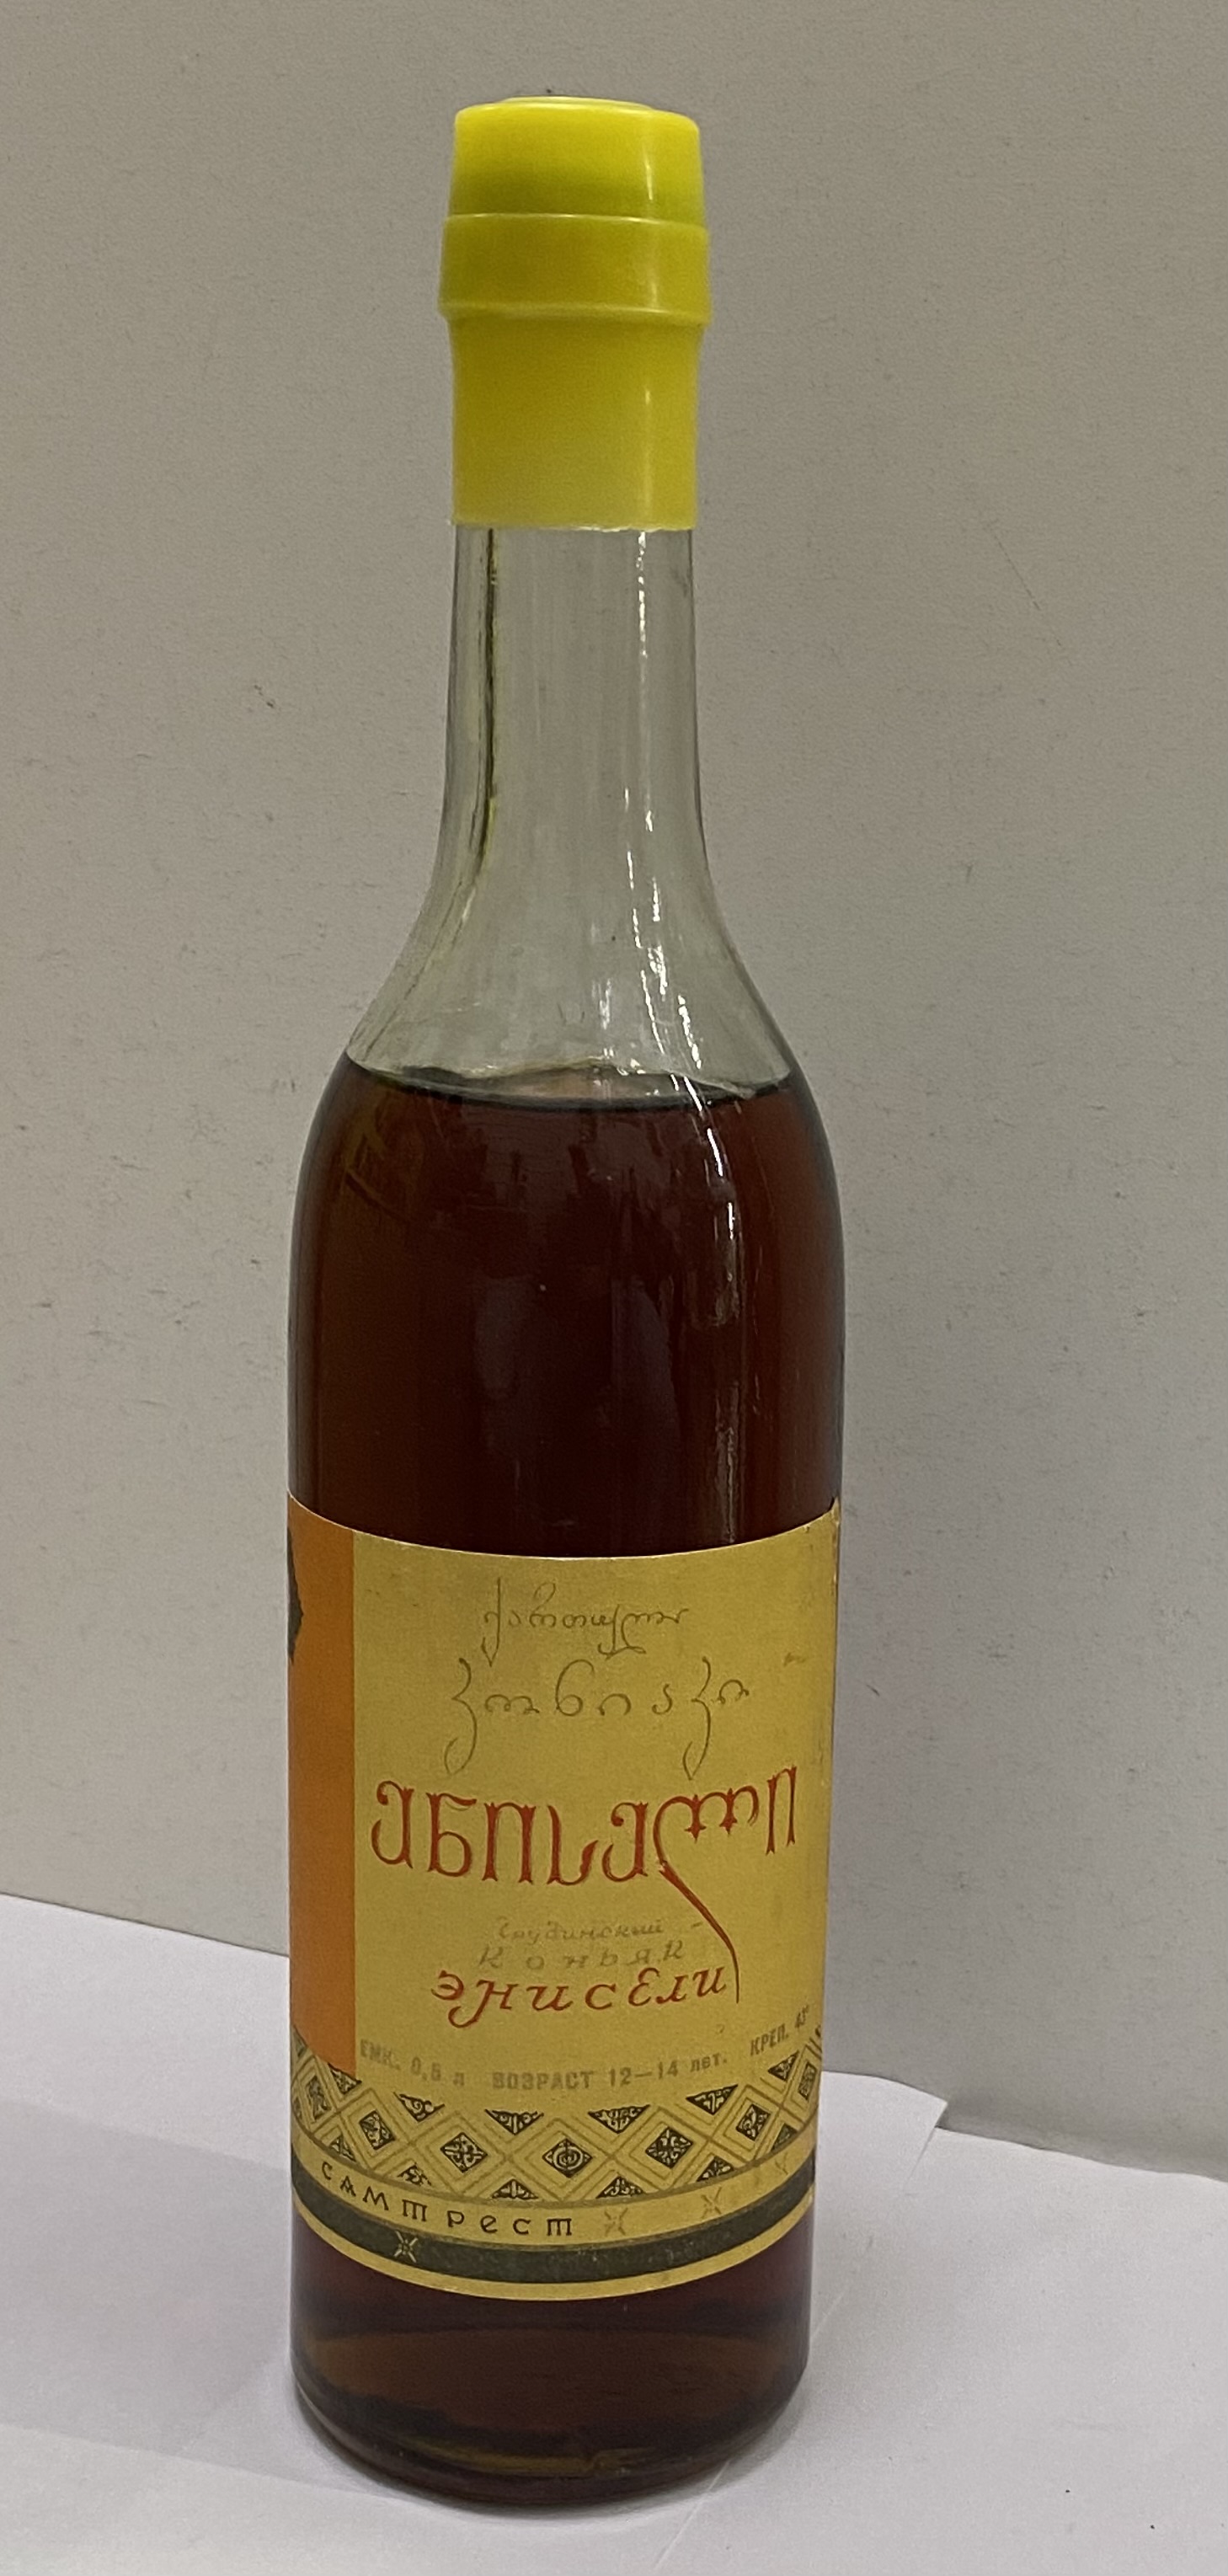 ქართული
კონიაკი
ენისელი
Грузинский
Коньяк
Энисели
ЕМК. 0,5 л ВОЗРАСТ 12—14 лет. КРЕП. 43°
САМТРЕСТ